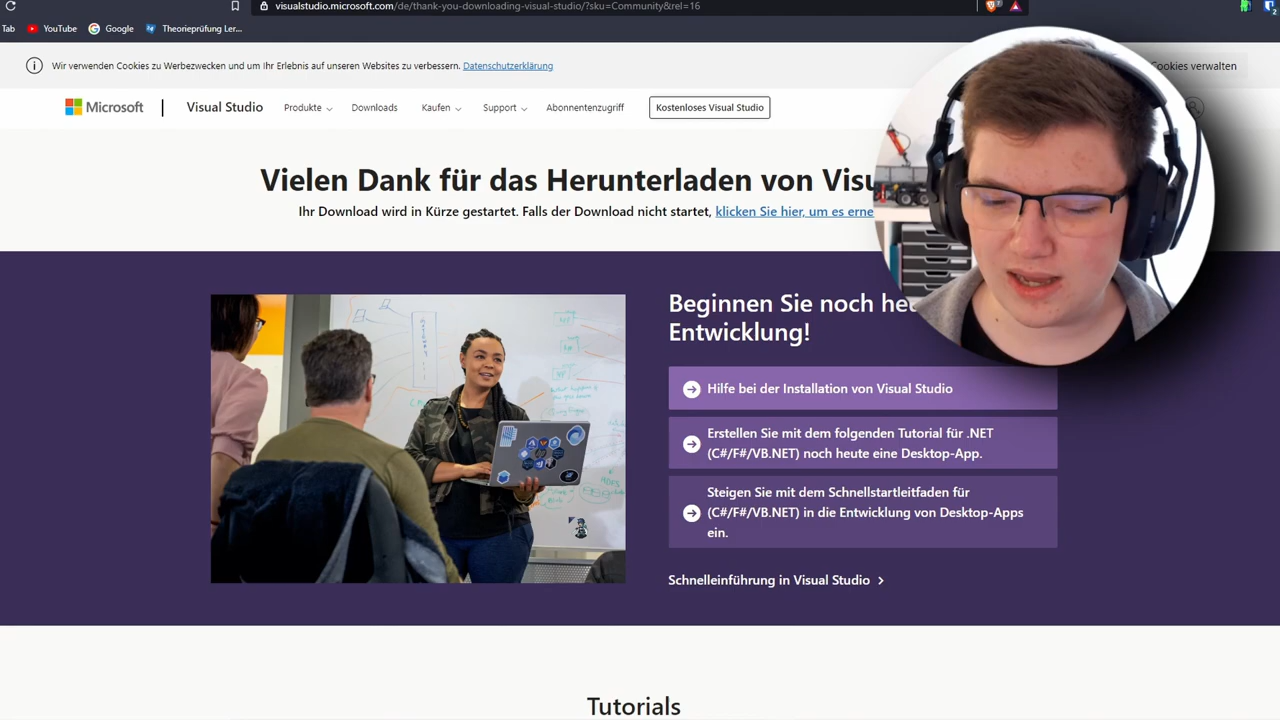 visualstudio.microsoft.com/de/thank-you-downloading-visual-studio/?sku=Community&rel=16
Tab YouTube Google Theorieprüfung Ler...
Wir verwenden Cookies zu Werbezwecken und um Ihr Erlebnis auf unseren Websites zu verbessern. Datenschutzerklärung
Cookies verwalten
Microsoft Visual Studio Produkte Downloads Kaufen Support Abonnentenzugriff Kostenloses Visual Studio
Vielen Dank für das Herunterladen von
Ihr Download wird in Kürze gestartet. Falls der Download nicht startet, klicken Sie hier, um es
Beginnen Sie noch
Entwicklung!
Hilfe bei der Installation von Visual Studio
Erstellen Sie mit dem folgenden Tutorial für .NET
(C#/F#/VB.NET) noch heute eine Desktop-App.
Steigen Sie mit dem Schnellstartleitfaden für
(C#/F#/VB.NET) in die Entwicklung von Desktop-Apps
ein.
Schnelleinführung in Visual Studio
Tutorials